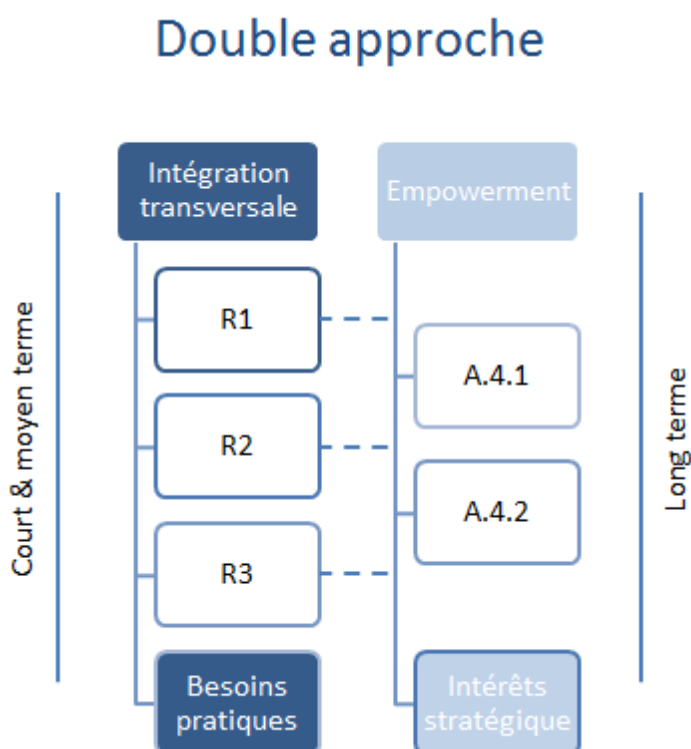 Double approche
Intégration
transversale
Empowerment
Court & moyen terme
R1
R2
R3
Besoins
pratiques
A.4.1
A.4.2
Intérêts
stratégique
Long terme